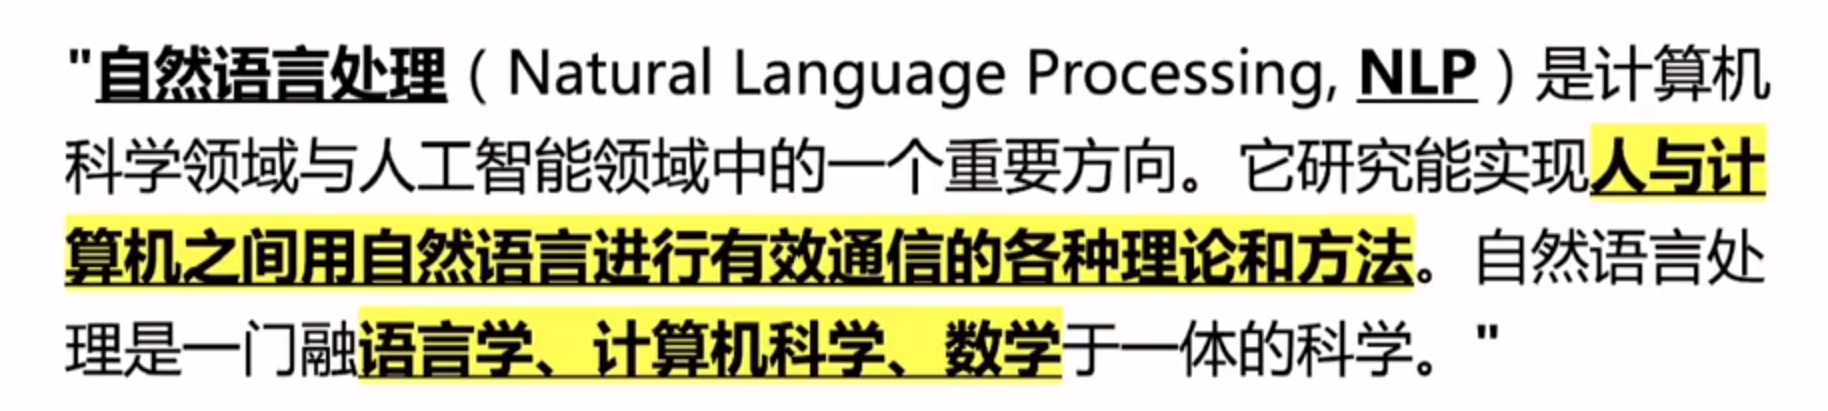 "自然语言处理（Natural Language Processing, NLP）是计算机
科学领域与人工智能领域中的一个重要方向。它研究能实现人与计
算机之间用自然语言进行有效通信的各种理论和方法。自然语言处
理是一门融语言学、计算机科学、数学于一体的科学。"